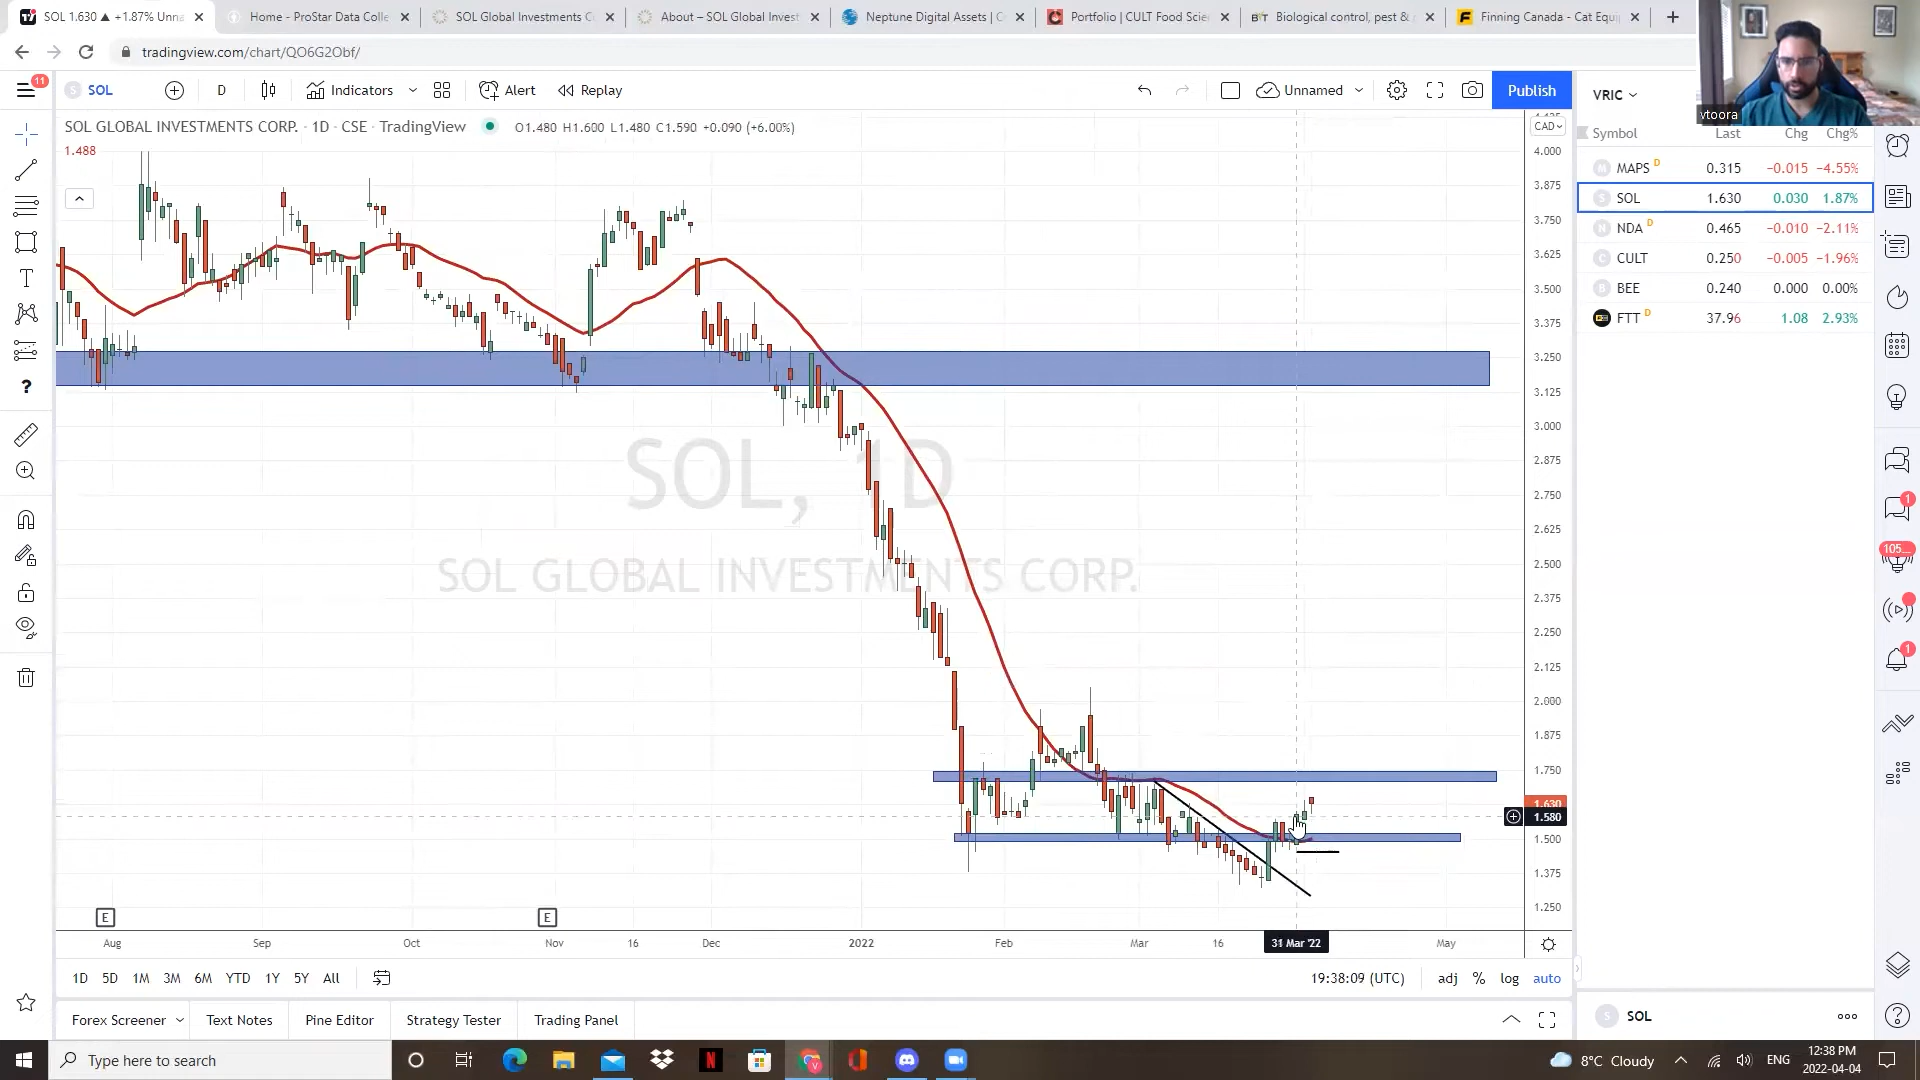 SOL 1.630 ▲ +1.87% Unna
Home - ProStar Data Colle
SOL Global Investments C
About – SOL Global Invest
Neptune Digital Assets | C
Portfolio | CULT Food Scie
Biological control, pest &
Finning Canada - Cat Equi
tradingview.com/chart/QO6G2Obf/
vtoora
11
SOL
D
Indicators
Alert
Replay
Unnamed
Publish
VRIC
SOL GLOBAL INVESTMENTS CORP. · 1D · CSE · TradingView
O1.480 H1.600 L1.480 C1.590 +0.090 (+6.00%)
CAD
1.488
Symbol Last Chg Chg%
MAPS D 0.315 −0.015 −4.55%
SOL 1.630 0.030 1.87%
NDA D 0.465 −0.010 −2.11%
CULT 0.250 −0.005 −1.96%
BEE 0.240 0.000 0.00%
FTT D 37.96 1.08 2.93%
4.000
3.875
3.750
3.625
3.500
3.375
3.250
3.125
3.000
2.875
2.750
2.625
2.500
2.375
2.250
2.125
2.000
1.875
1.750
1.630
1.580
1.500
1.375
1.250
SOL, 1D
SOL GLOBAL INVESTMENTS CORP.
T
?
1
105...
1
E
E
Aug Sep Oct Nov 16 Dec 2022 Feb Mar 16 31 Mar '22 May
1D 5D 1M 3M 6M YTD 1Y 5Y All
19:38:09 (UTC) adj % log auto
Forex Screener Text Notes Pine Editor Strategy Tester Trading Panel
S SOL
Type here to search
8°C Cloudy
ENG
12:38 PM
2022-04-04